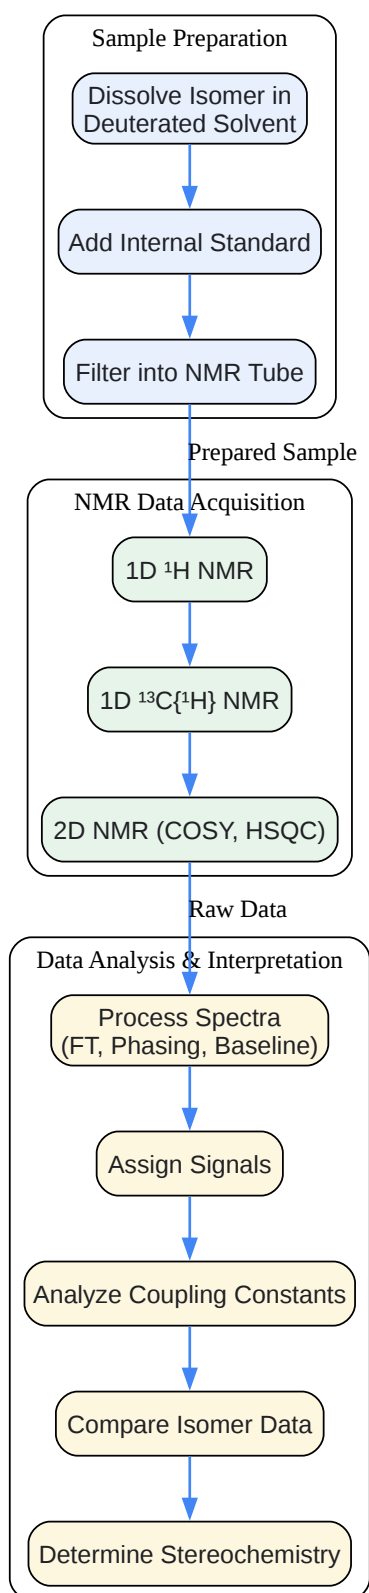 Sample Preparation
Dissolve Isomer in
Deuterated Solvent
Add Internal Standard
Filter into NMR Tube
Prepared Sample
NMR Data Acquisition
1D ¹H NMR
1D ¹³C{¹H} NMR
2D NMR (COSY, HSQC)
Raw Data
Data Analysis & Interpretation
Process Spectra
(FT, Phasing, Baseline)
Assign Signals
Analyze Coupling Constants
Compare Isomer Data
Determine Stereochemistry